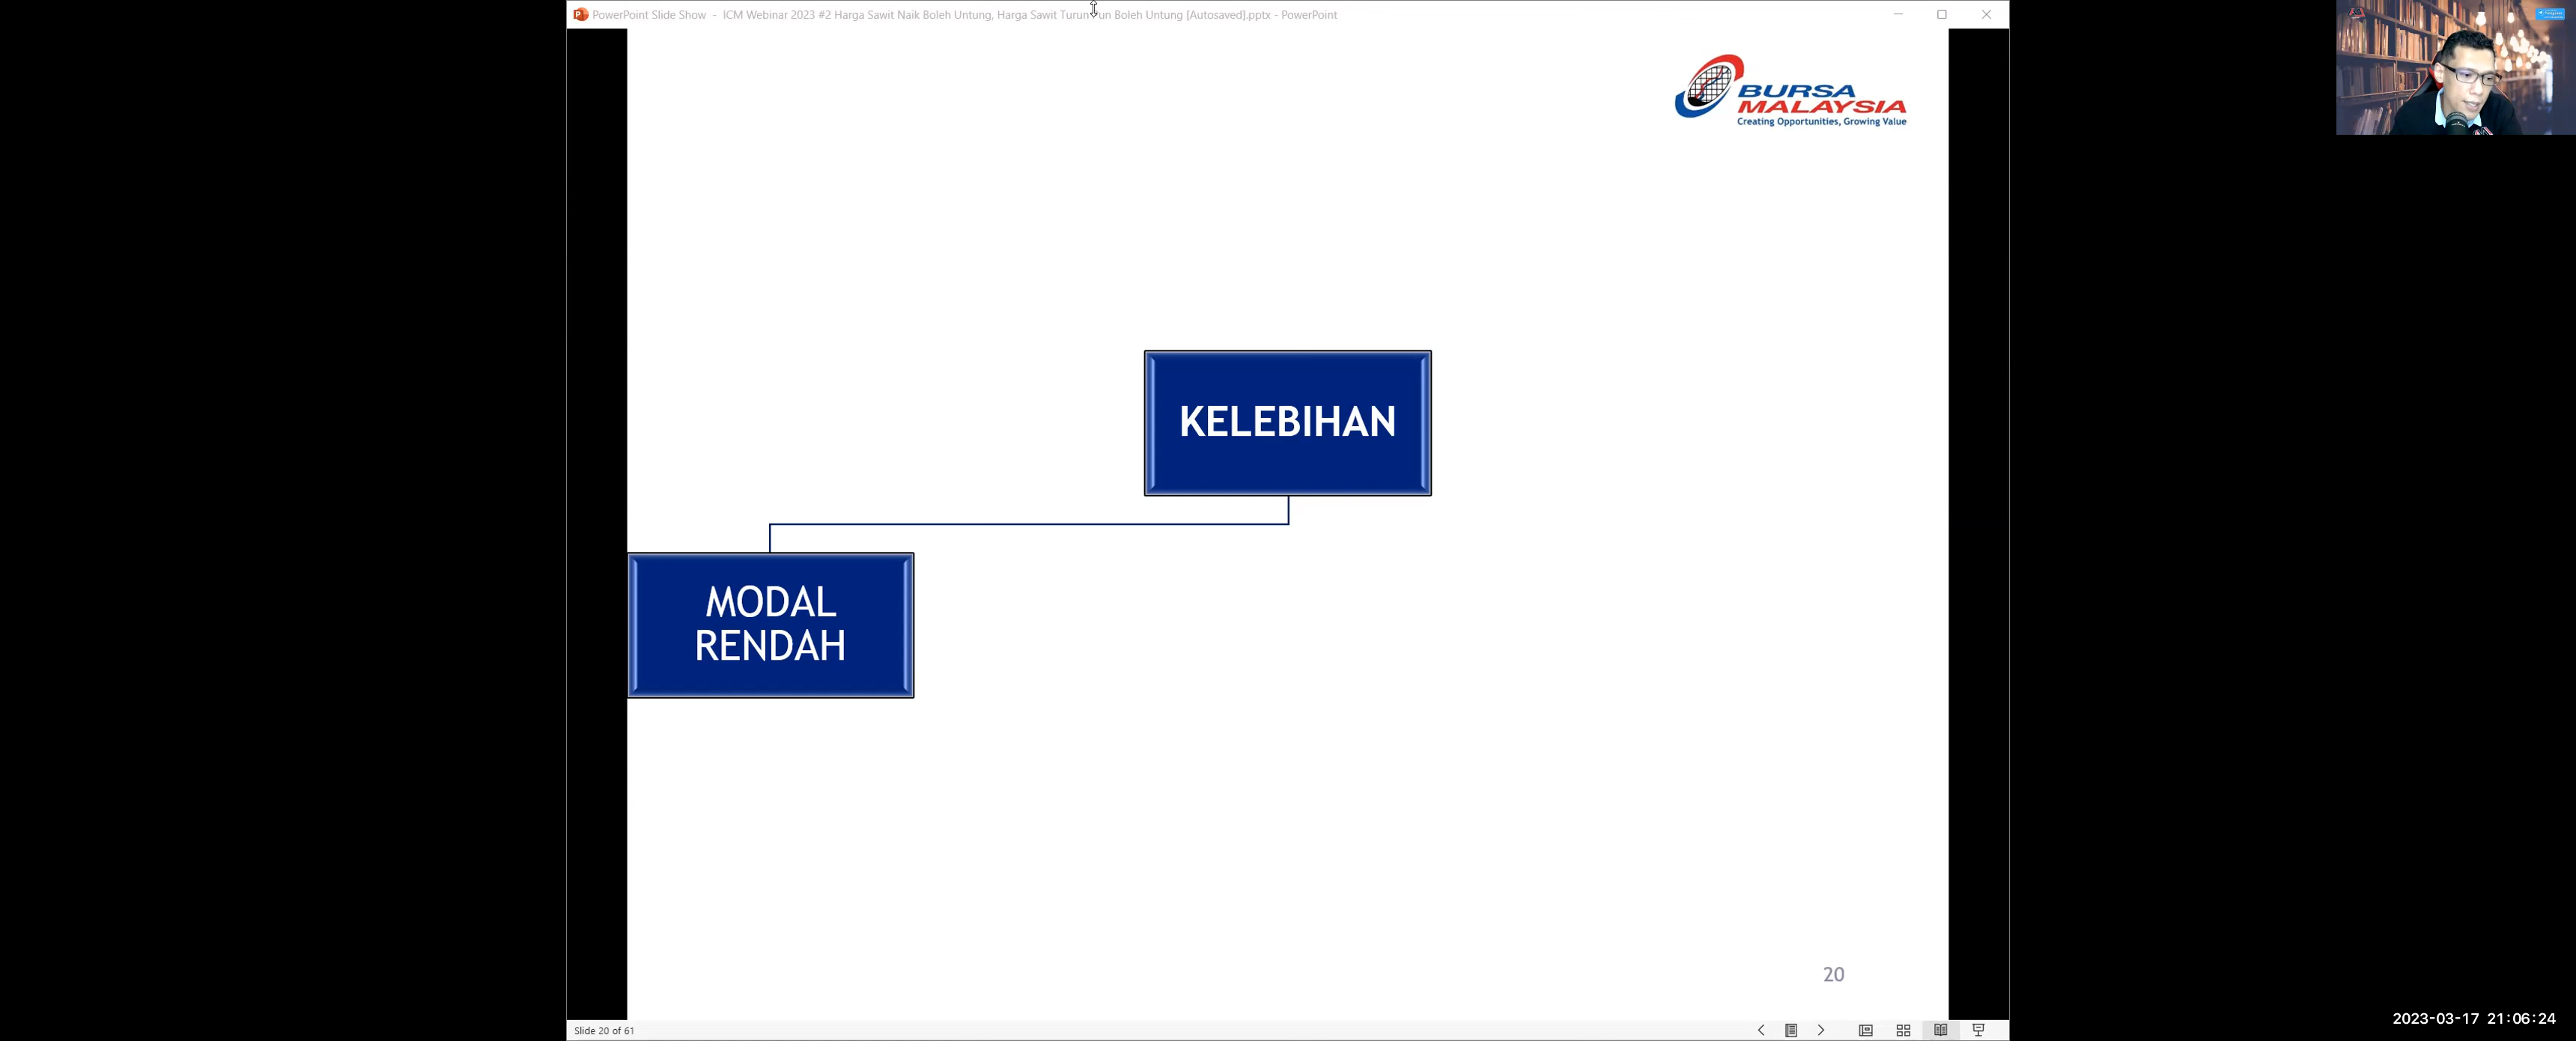 PowerPoint Slide Show - ICM Webinar 2023 #2 Harga Sawit Naik Boleh Untung, Harga Sawit Turun Pun Boleh Untung [Autosaved].pptx - PowerPoint
BURSA
MALAYSIA
Creating Opportunities, Growing Value
KELEBIHAN
MODAL
RENDAH
20
Slide 20 of 61
2023-03-17 21:06:24